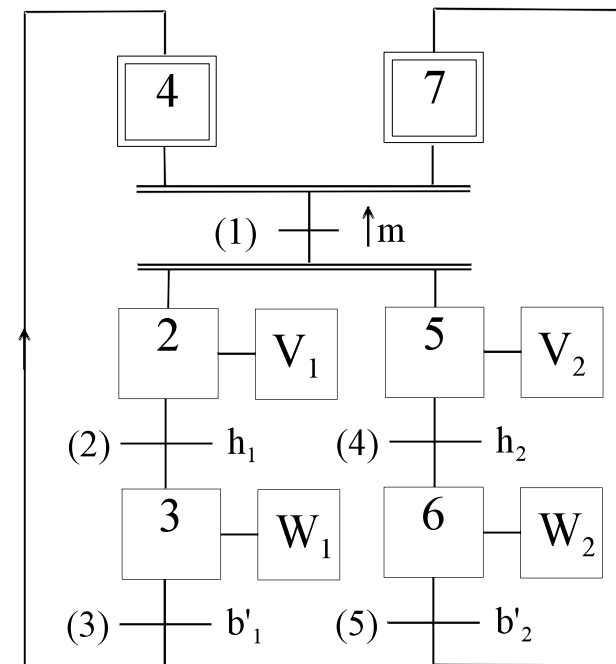 4 7
(1) ↑m
2 V₁ 5 V₂
(2) h₁ (4) h₂
3 W₁ 6 W₂
(3) b'₁ (5) b'₂